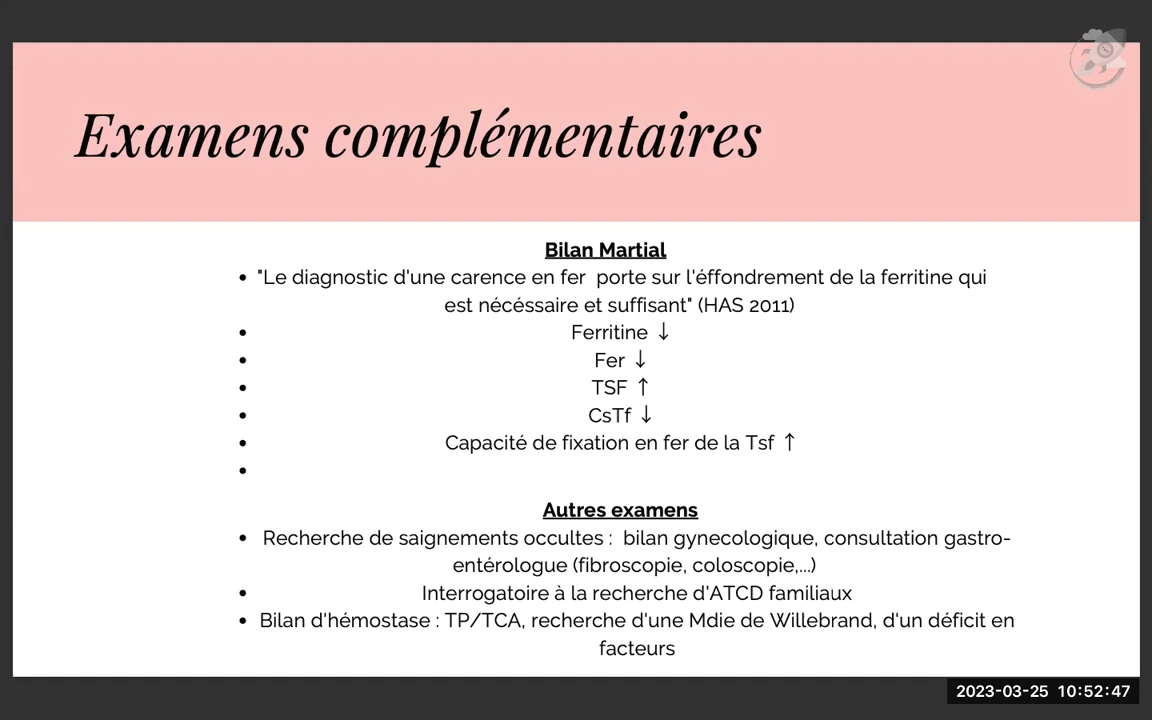 Examens complémentaires
Bilan Martial
• "Le diagnostic d'une carence en fer porte sur l'éffondrement de la ferritine qui
est nécéssaire et suffisant" (HAS 2011)
• Ferritine ↓
• Fer ↓
• TSF ↑
• CsTf ↓
• Capacité de fixation en fer de la Tsf ↑
•
Autres examens
• Recherche de saignements occultes : bilan gynecologique, consultation gastro-
entérologue (fibroscopie, coloscopie,...)
• Interrogatoire à la recherche d'ATCD familiaux
• Bilan d'hémostase : TP/TCA, recherche d'une Mdie de Willebrand, d'un déficit en
facteurs
2023-03-25 10:52:47